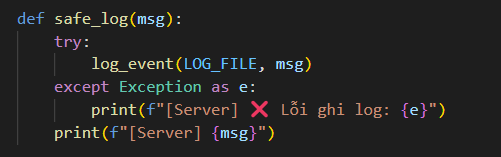 def safe_log(msg):
    try:
        log_event(LOG_FILE, msg)
    except Exception as e:
        print(f"[Server] ❌ Lỗi ghi log: {e}")
    print(f"[Server] {msg}")